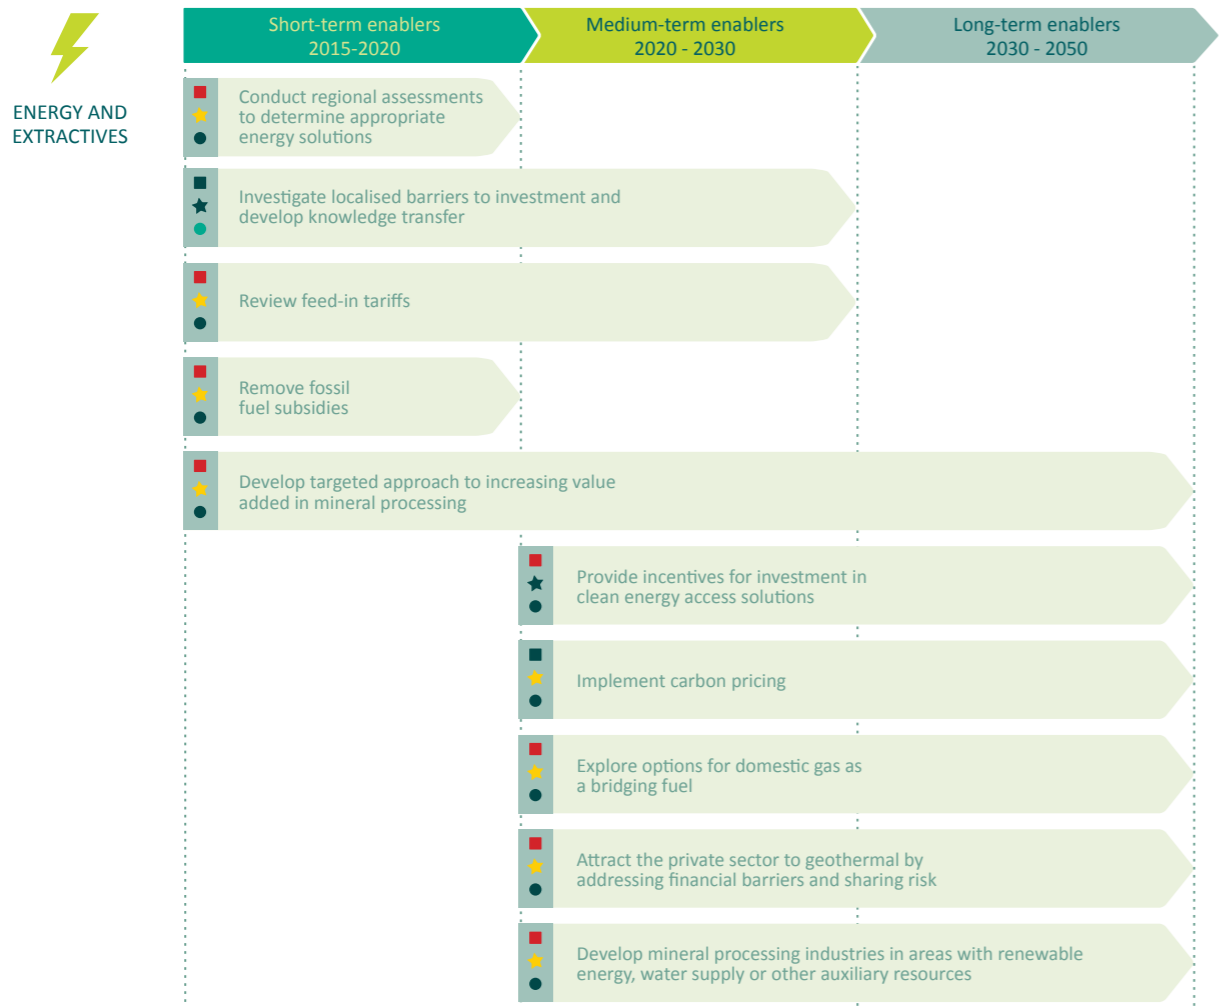 Short-term enablers
2015-2020
Medium-term enablers
2020 - 2030
Long-term enablers
2030 - 2050
ENERGY AND
EXTRACTIVES
Conduct regional assessments
to determine appropriate
energy solutions
Investigate localised barriers to investment and
develop knowledge transfer
Review feed-in tariffs
Remove fossil
fuel subsidies
Develop targeted approach to increasing value
added in mineral processing
Provide incentives for investment in
clean energy access solutions
Implement carbon pricing
Explore options for domestic gas as
a bridging fuel
Attract the private sector to geothermal by
addressing financial barriers and sharing risk
Develop mineral processing industries in areas with renewable
energy, water supply or other auxiliary resources